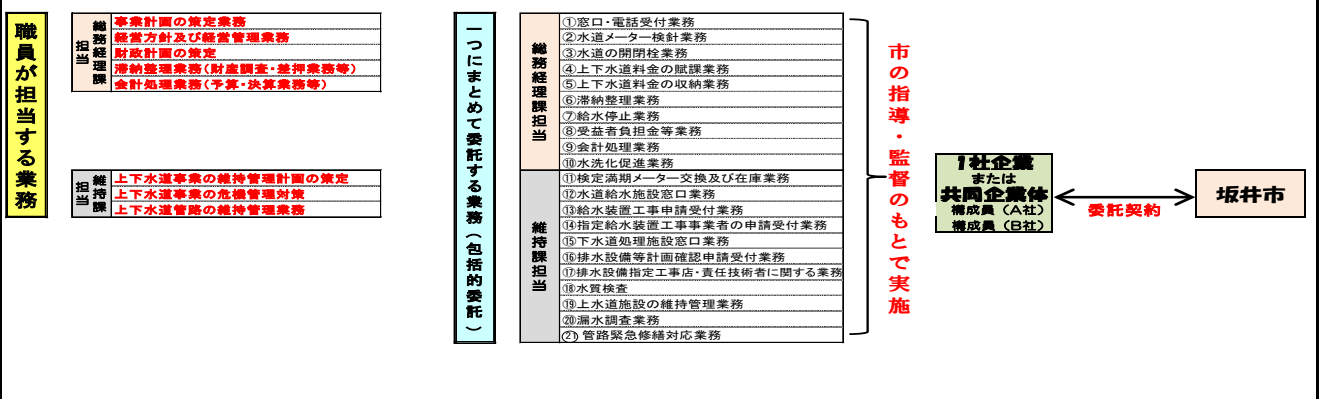 職員が担当する業務
総務経理課担当
事業計画の策定業務
経営方針及び経営管理業務
財政計画の策定
滞納整理業務(財産調査・差押業務等)
会計処理業務(予算・決算業務等)
維持課担当
上下水道事業の維持管理計画の策定
上下水道事業の危機管理対策
上下水道管路の維持管理業務
一つにまとめて委託する業務(包括的委託)
総務経理課担当
①窓口・電話受付業務
②水道メーター検針業務
③水道の開閉栓業務
④上下水道料金の賦課業務
⑤上下水道料金の収納業務
⑥滞納整理業務
⑦給水停止業務
⑧受益者負担金等業務
⑨会計処理業務
⑩水洗化促進業務
維持課担当
⑪検定満期メーター交換及び在庫業務
⑫水道給水施設窓口業務
⑬給水装置工事申請受付業務
⑭指定給水装置工事事業者の申請受付業務
⑮下水道処理施設窓口業務
⑯排水設備等計画確認申請受付業務
⑰排水設備指定工事店・責任技術者に関する業務
⑱水質検査
⑲上水道施設の維持管理業務
⑳漏水調査業務
㉑管路緊急修繕対応業務
市の指導・監督のもとで実施
1社企業
または
共同企業体
構成員(A社)
構成員(B社)
委託契約
坂井市